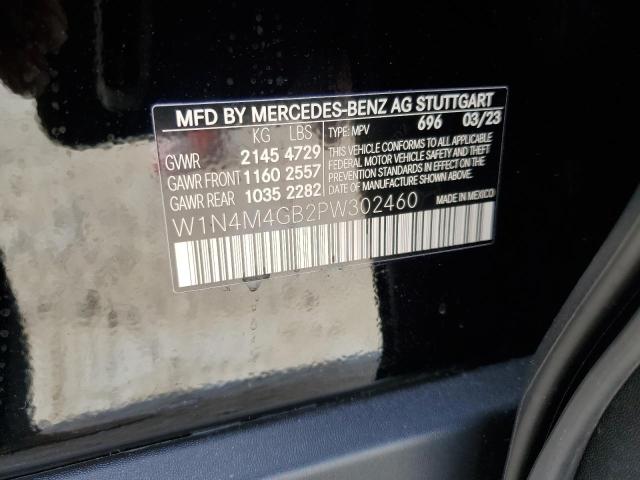 MFD BY MERCEDES-BENZ AG STUTTGART
KG LBS TYPE: MPV 696 03/23
GVWR 2145 4729
GAWR FRONT 1160 2557
GAWR REAR 1035 2282
THIS VEHICLE CONFORMS TO ALL APPLICABLE
FEDERAL MOTOR VEHICLE SAFETY AND THEFT
PREVENTION STANDARDS IN EFFECT ON THE
DATE OF MANUFACTURE SHOWN ABOVE.
W1N4M4GB2PW302460 MADE IN MEXICO